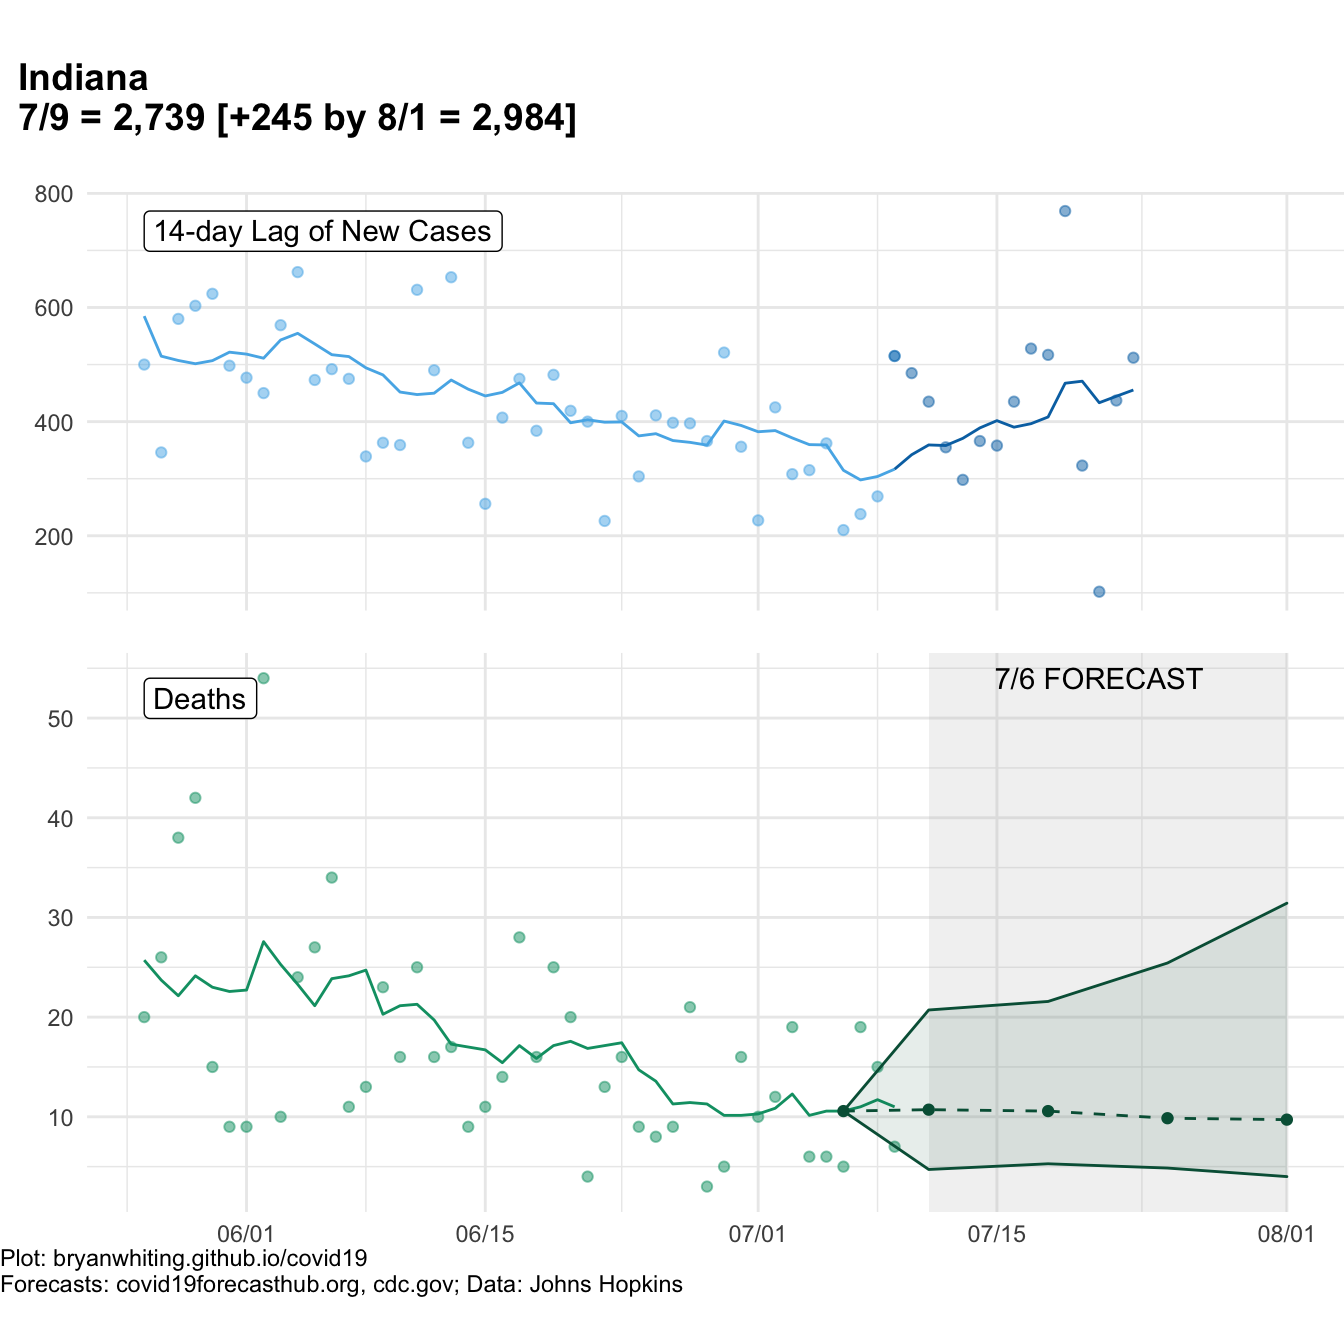 Indiana
7/9 = 2,739 [+245 by 8/1 = 2,984]
800
14-day Lag of New Cases
600
400
200
7/6 FORECAST
Deaths
50
40
30
20
10
06/01 06/15 07/01 07/15 08/01
Plot: bryanwhiting.github.io/covid19
Forecasts: covid19forecasthub.org, cdc.gov; Data: Johns Hopkins